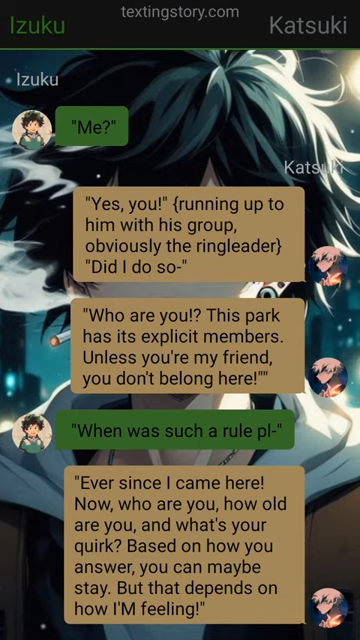 textingstory.com
Izuku
Katsuki
Izuku
"Me?"
Katsuki
"Yes, you!" {running up to
him with his group,
obviously the ringleader}
"Did I do so-"
"Who are you!? This park
has its explicit members.
Unless you're my friend,
you don't belong here!""
"When was such a rule pl-"
"Ever since I came here!
Now, who are you, how old
are you, and what's your
quirk? Based on how you
answer, you can maybe
stay. But that depends on
how I'M feeling!"